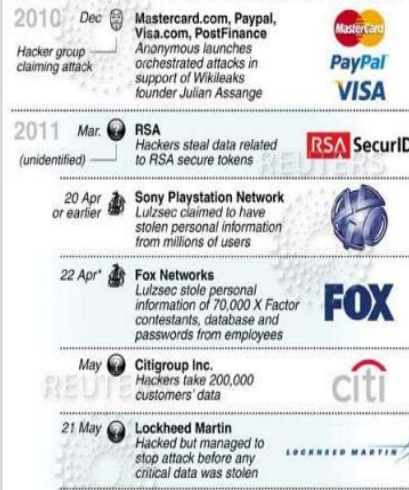 2010 Dec
Hacker group
claiming attack
Mastercard.com, Paypal,
Visa.com, PostFinance
Anonymous launches
orchestrated attacks in
support of Wikileaks
founder Julian Assange
MasterCard
PayPal
VISA
2011 Mar.
(unidentified)
RSA
Hackers steal data related
to RSA secure tokens
RSA SecurID
REUTERS
20 Apr
or earlier
Sony Playstation Network
Lulzsec claimed to have
stolen personal information
from millions of users
22 Apr*
Fox Networks
Lulzsec stole personal
information of 70,000 X Factor
contestants, database and
passwords from employees
FOX
May
REUTE
Citigroup Inc.
Hackers take 200,000
customers' data
citi
21 May
Lockheed Martin
Hacked but managed to
stop attack before any
critical data was stolen
LOCKHEED MARTIN